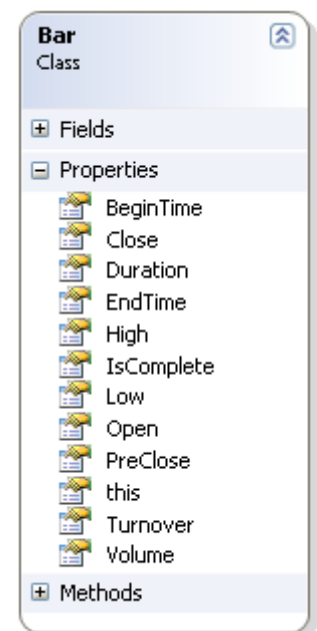 Bar
Class
Fields
Properties
BeginTime
Close
Duration
EndTime
High
IsComplete
Low
Open
PreClose
this
Turnover
Volume
Methods